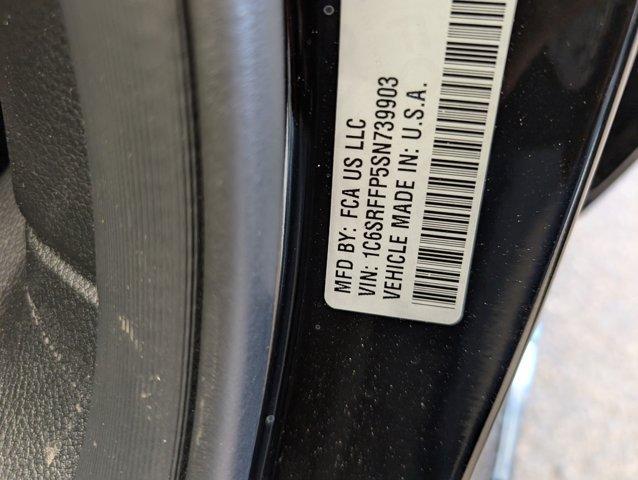 MFD BY: FCA US LLC
VIN: 1C6SRFFP5SN739903
VEHICLE MADE IN: U.S.A.